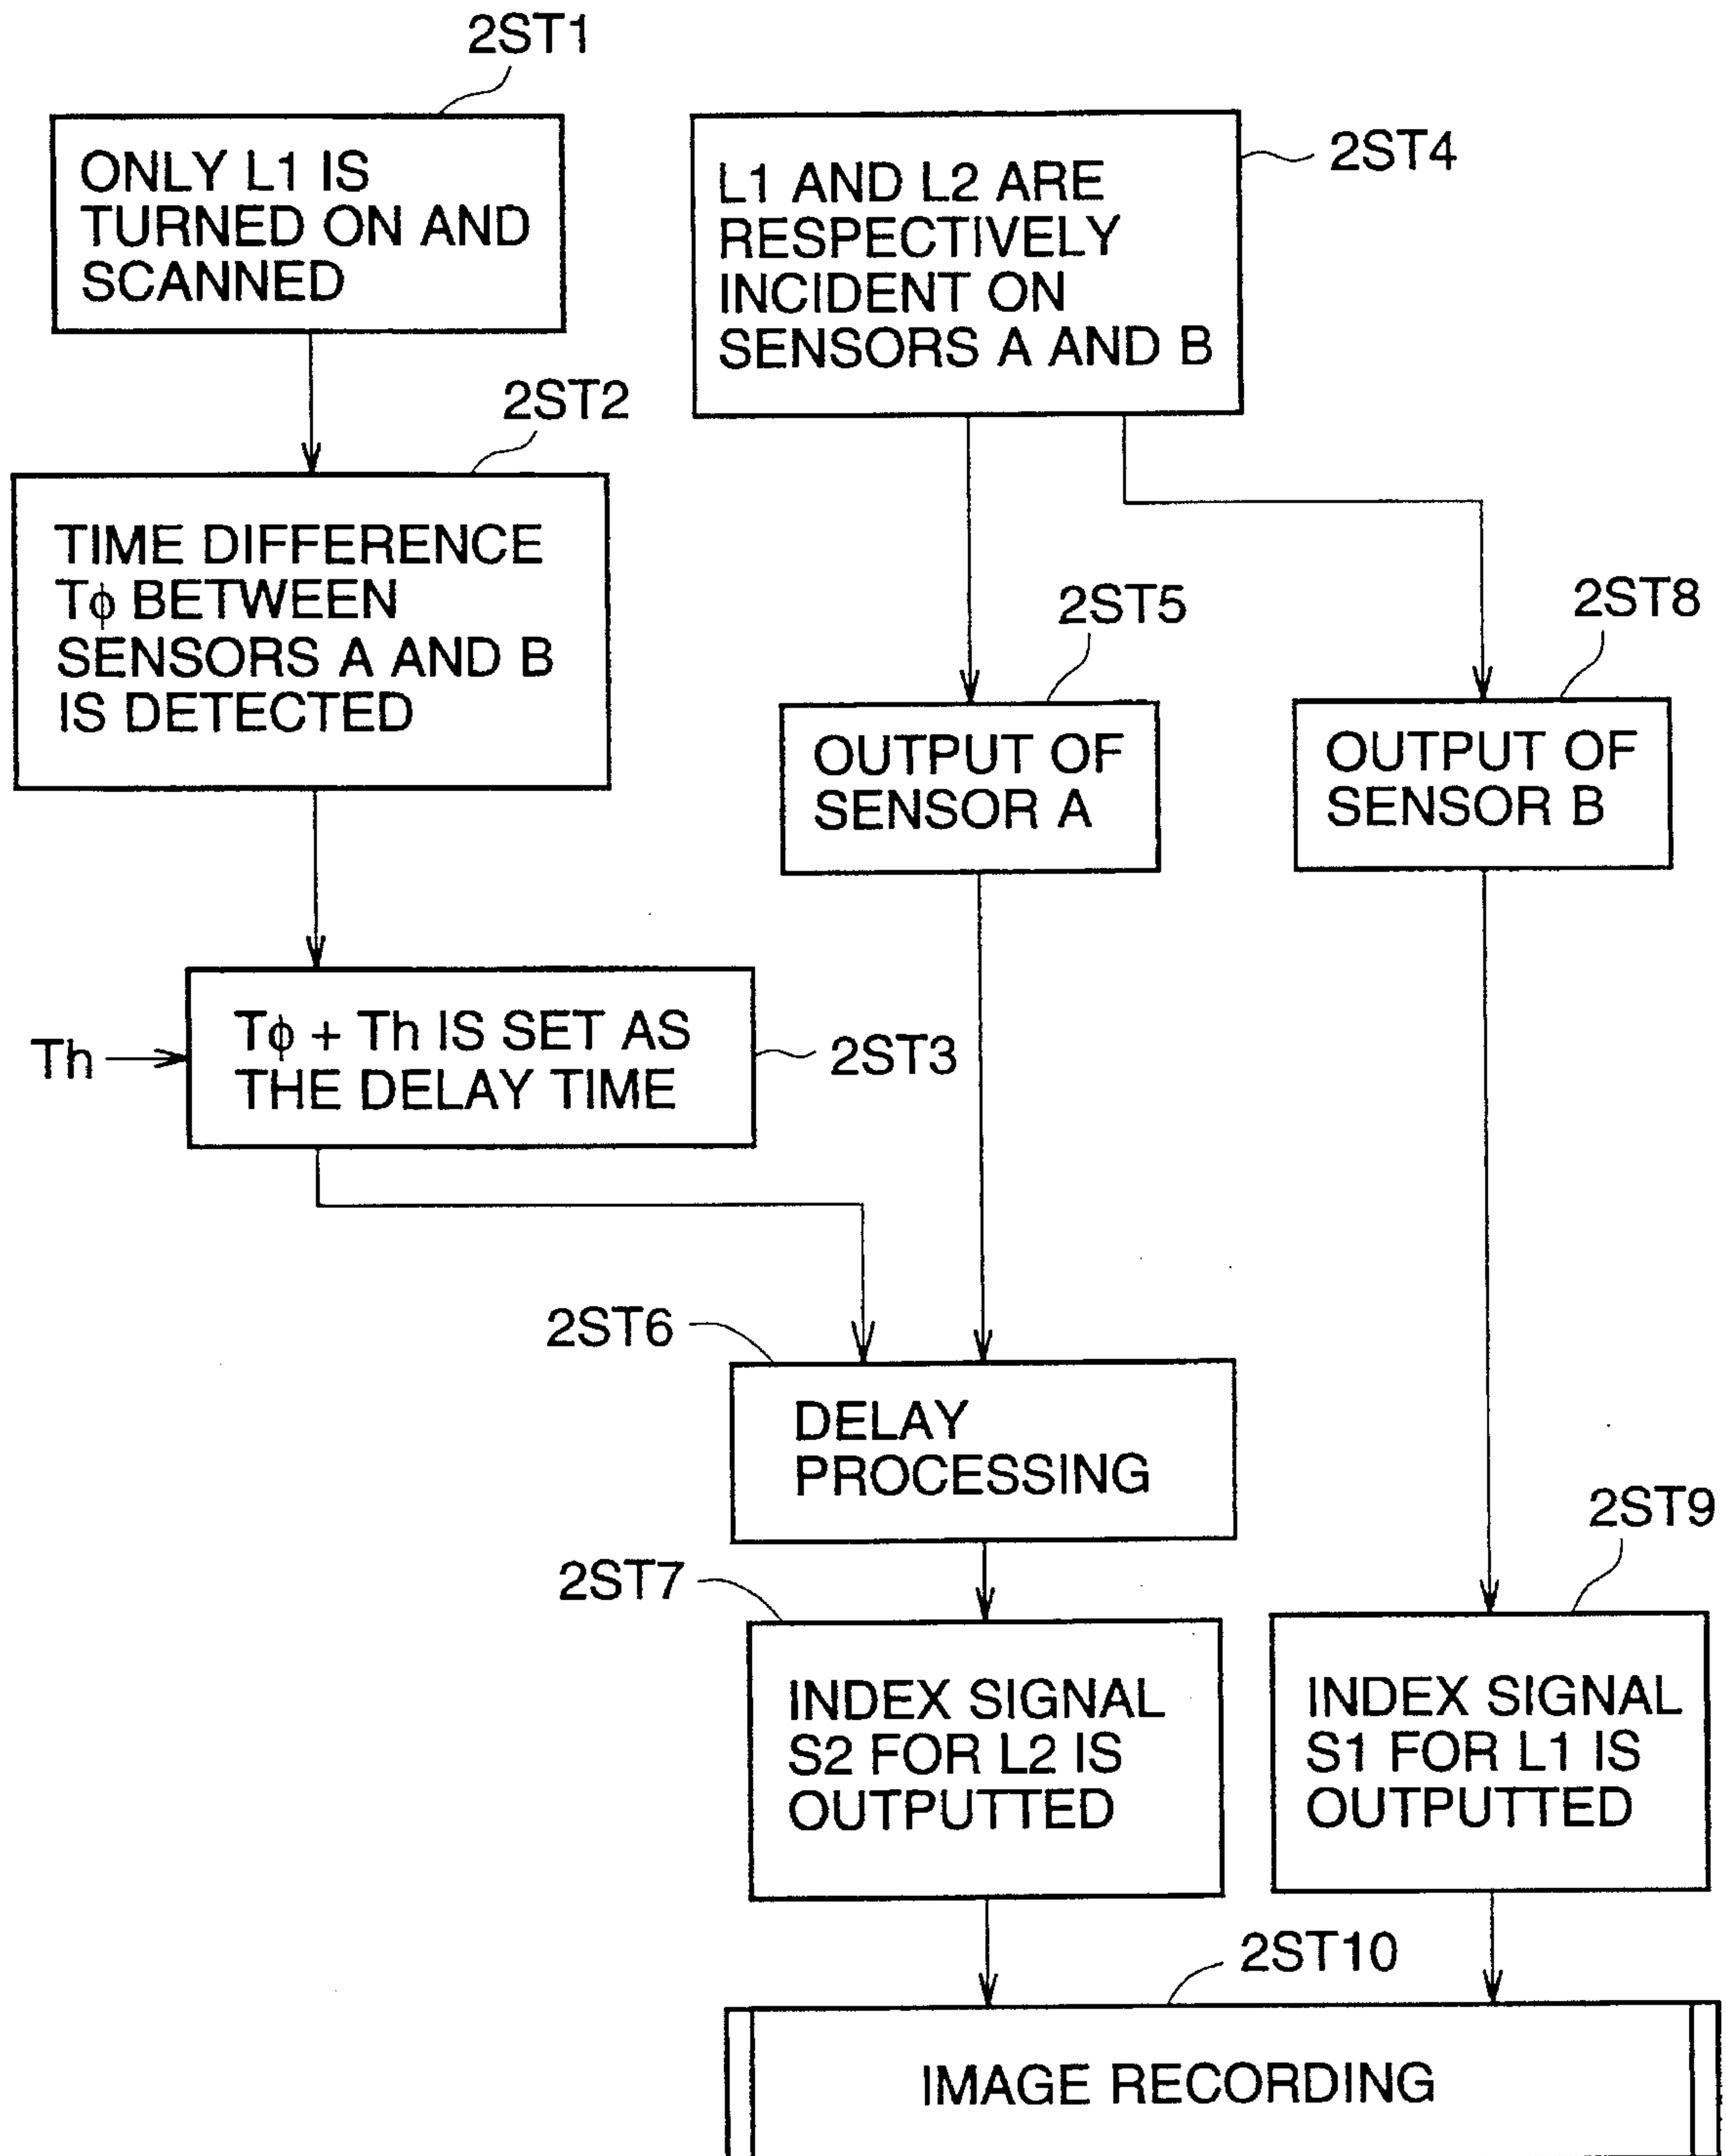 2ST1
ONLY L1 IS
TURNED ON AND
SCANNED
2ST4
L1 AND L2 ARE
RESPECTIVELY
INCIDENT ON
SENSORS A AND B
2ST2
TIME DIFFERENCE
Tϕ BETWEEN
SENSORS A AND B
IS DETECTED
2ST5
OUTPUT OF
SENSOR A
2ST8
OUTPUT OF
SENSOR B
Th
Tϕ + Th IS SET AS
THE DELAY TIME
2ST3
2ST6
DELAY
PROCESSING
2ST7
INDEX SIGNAL
S2 FOR L2 IS
OUTPUTTED
2ST9
INDEX SIGNAL
S1 FOR L1 IS
OUTPUTTED
2ST10
IMAGE RECORDING